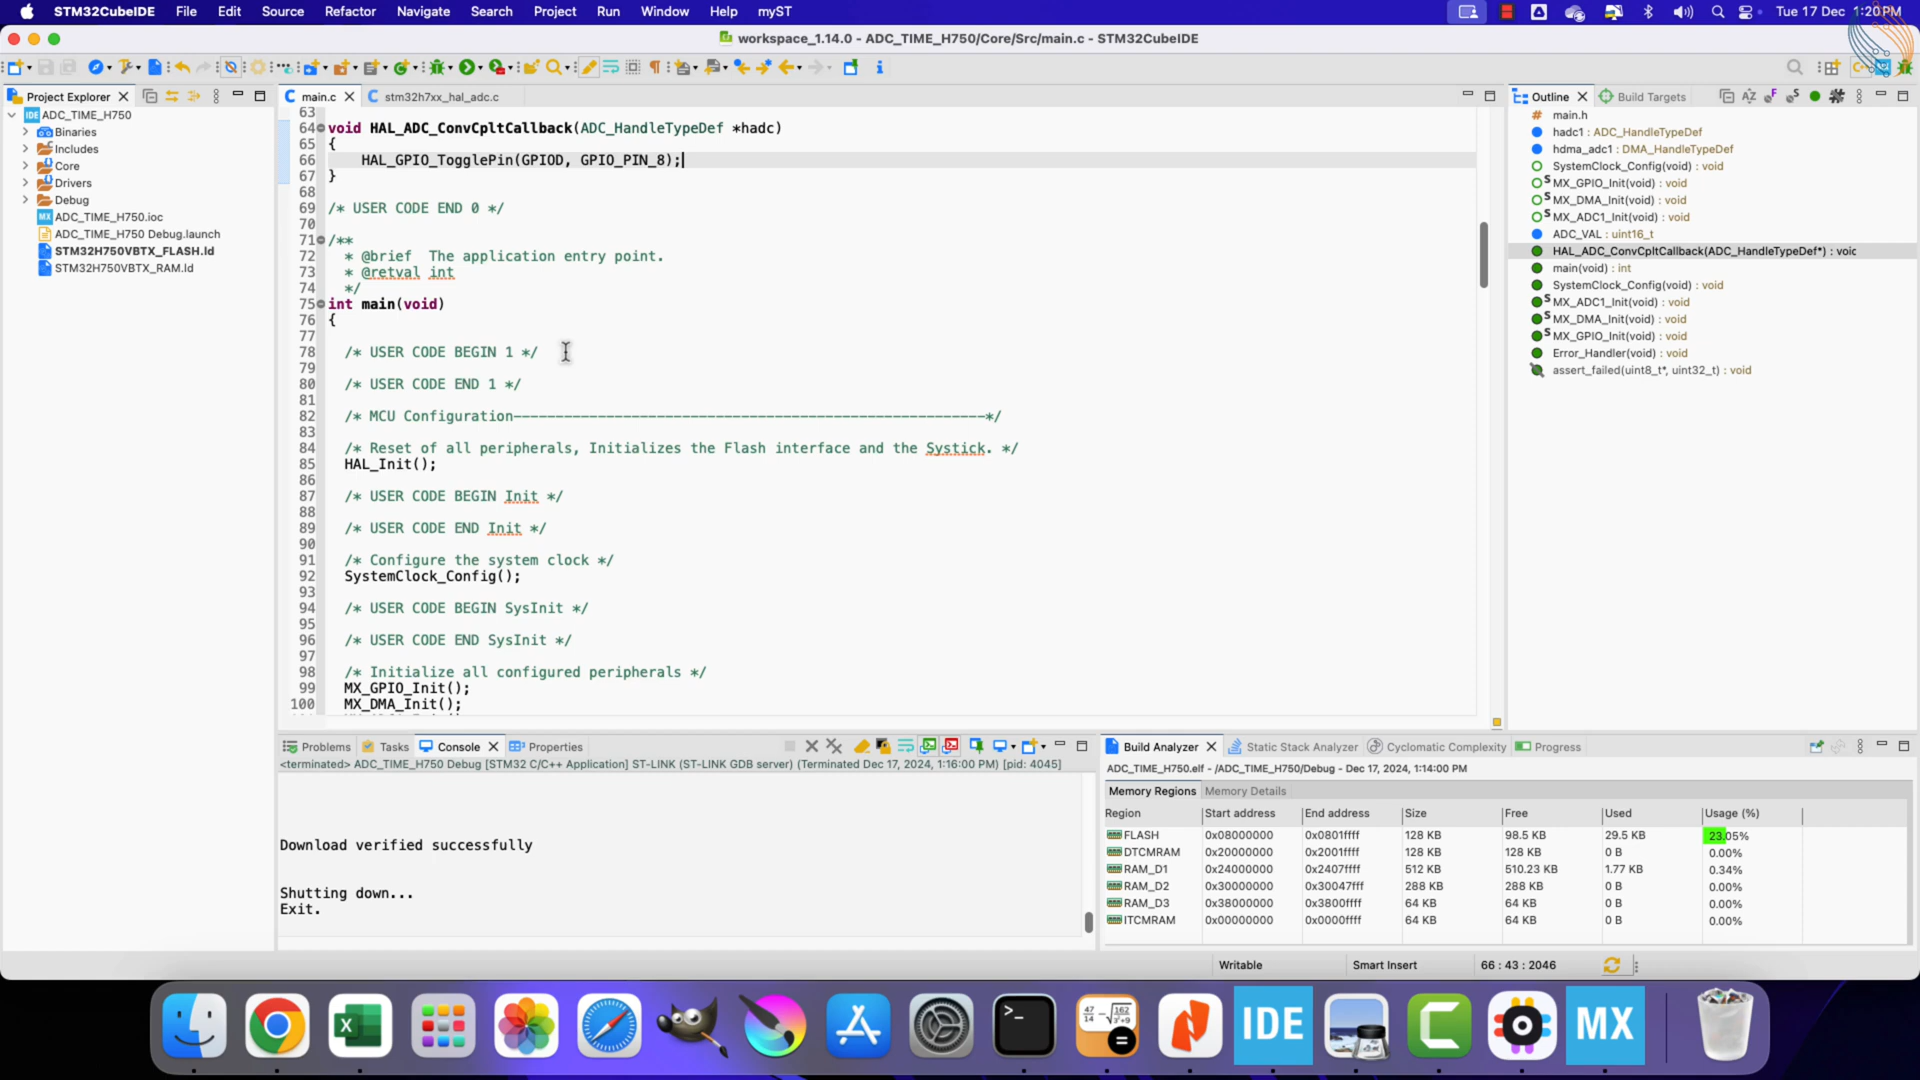 STM32CubeIDE File Edit Source Refactor Navigate Search Project Run Window Help myST Tue 17 Dec 1:20PM
workspace_1.14.0 - ADC_TIME_H750/Core/Src/main.c - STM32CubeIDE
Project Explorer
ADC_TIME_H750
Binaries
Includes
Core
Drivers
Debug
ADC_TIME_H750.ioc
ADC_TIME_H750 Debug.launch
STM32H750VBTX_FLASH.ld
STM32H750VBTX_RAM.ld
main.c stm32h7xx_hal_adc.c
63
64 void HAL_ADC_ConvCpltCallback(ADC_HandleTypeDef *hadc)
65 {
66 HAL_GPIO_TogglePin(GPIOD, GPIO_PIN_8);
67 }
68
69 /* USER CODE END 0 */
70
71 /**
72 * @brief The application entry point.
73 * @retval int
74 */
75 int main(void)
76 {
77
78 /* USER CODE BEGIN 1 */
79
80 /* USER CODE END 1 */
81
82 /* MCU Configuration--------------------------------------------------------*/
83
84 /* Reset of all peripherals, Initializes the Flash interface and the Systick. */
85 HAL_Init();
86
87 /* USER CODE BEGIN Init */
88
89 /* USER CODE END Init */
90
91 /* Configure the system clock */
92 SystemClock_Config();
93
94 /* USER CODE BEGIN SysInit */
95
96 /* USER CODE END SysInit */
97
98 /* Initialize all configured peripherals */
99 MX_GPIO_Init();
100 MX_DMA_Init();
Outline Build Targets
main.h
hadc1 : ADC_HandleTypeDef
hdma_adc1 : DMA_HandleTypeDef
SystemClock_Config(void) : void
S MX_GPIO_Init(void) : void
S MX_DMA_Init(void) : void
S MX_ADC1_Init(void) : void
ADC_VAL : uint16_t
HAL_ADC_ConvCpltCallback(ADC_HandleTypeDef*) : voic
main(void) : int
SystemClock_Config(void) : void
S MX_ADC1_Init(void) : void
S MX_DMA_Init(void) : void
S MX_GPIO_Init(void) : void
Error_Handler(void) : void
assert_failed(uint8_t*, uint32_t) : void
Problems Tasks Console Properties
<terminated> ADC_TIME_H750 Debug [STM32 C/C++ Application] ST-LINK (ST-LINK GDB server) (Terminated Dec 17, 2024, 1:16:00 PM) [pid: 4045]
Download verified successfully
Shutting down...
Exit.
Build Analyzer Static Stack Analyzer Cyclomatic Complexity Progress
ADC_TIME_H750.elf - /ADC_TIME_H750/Debug - Dec 17, 2024, 1:14:00 PM
Memory Regions Memory Details
Region Start address End address Size Free Used Usage (%)
FLASH 0x08000000 0x0801ffff 128 KB 98.5 KB 29.5 KB 23.05%
DTCMRAM 0x20000000 0x2001ffff 128 KB 128 KB 0 B 0.00%
RAM_D1 0x24000000 0x2407ffff 512 KB 510.23 KB 1.77 KB 0.34%
RAM_D2 0x30000000 0x30047fff 288 KB 288 KB 0 B 0.00%
RAM_D3 0x38000000 0x3800ffff 64 KB 64 KB 0 B 0.00%
ITCMRAM 0x00000000 0x0000ffff 64 KB 64 KB 0 B 0.00%
Writable Smart Insert 66 : 43 : 2046
IDE MX